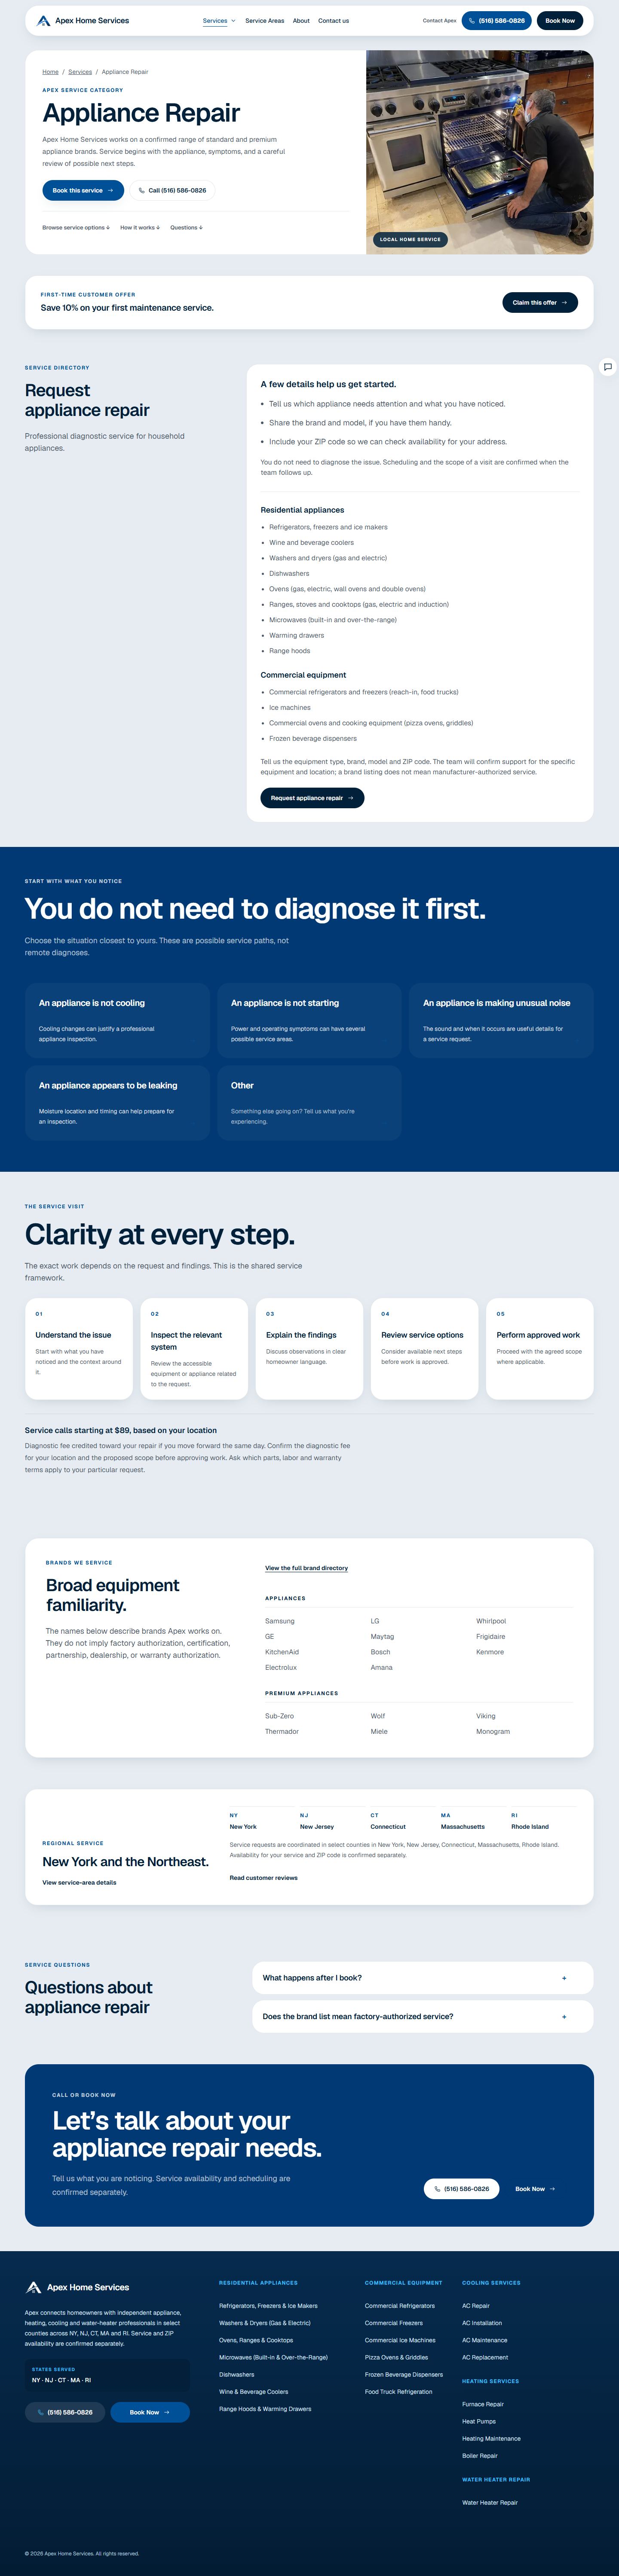 Apex Home Services
Services
Service Areas
About
Contact us
Contact Apex
(516) 586-0826
Book Now
Home / Services / Appliance Repair
APEX SERVICE CATEGORY
Appliance Repair
Apex Home Services works on a confirmed range of standard and premium
appliance brands. Service begins with the appliance, symptoms, and a careful
review of possible next steps.
Book this service →
Call (516) 586-0826
Browse service options ↓
How it works ↓
Questions ↓
LOCAL HOME SERVICE
FIRST-TIME CUSTOMER OFFER
Save 10% on your first maintenance service.
Claim this offer →
SERVICE DIRECTORY
Request
appliance repair
Professional diagnostic service for household
appliances.
A few details help us get started.
• Tell us which appliance needs attention and what you have noticed.
• Share the brand and model, if you have them handy.
• Include your ZIP code so we can check availability for your address.
You do not need to diagnose the issue. Scheduling and the scope of a visit are confirmed when the
team follows up.
Residential appliances
• Refrigerators, freezers and ice makers
• Wine and beverage coolers
• Washers and dryers (gas and electric)
• Dishwashers
• Ovens (gas, electric, wall ovens and double ovens)
• Ranges, stoves and cooktops (gas, electric and induction)
• Microwaves (built-in and over-the-range)
• Warming drawers
• Range hoods
Commercial equipment
• Commercial refrigerators and freezers (reach-in, food trucks)
• Ice machines
• Commercial ovens and cooking equipment (pizza ovens, griddles)
• Frozen beverage dispensers
Tell us the equipment type, brand, model and ZIP code. The team will confirm support for the specific
equipment and location; a brand listing does not mean manufacturer-authorized service.
Request appliance repair →
START WITH WHAT YOU NOTICE
You do not need to diagnose it first.
Choose the situation closest to yours. These are possible service paths, not
remote diagnoses.
An appliance is not cooling
Cooling changes can justify a professional
appliance inspection.
An appliance is not starting
Power and operating symptoms can have several
possible service areas.
An appliance is making unusual noise
The sound and when it occurs are useful details for
a service request.
An appliance appears to be leaking
Moisture location and timing can help prepare for
an inspection.
Other
Something else going on? Tell us what you're
experiencing.
THE SERVICE VISIT
Clarity at every step.
The exact work depends on the request and findings. This is the shared service
framework.
01
Understand the issue
Start with what you have
noticed and the context around
it.
02
Inspect the relevant
system
Review the accessible
equipment or appliance related
to the request.
03
Explain the findings
Discuss observations in clear
homeowner language.
04
Review service options
Consider available next steps
before work is approved.
05
Perform approved work
Proceed with the agreed scope
where applicable.
Service calls starting at $89, based on your location
Diagnostic fee credited toward your repair if you move forward the same day. Confirm the diagnostic fee
for your location and the proposed scope before approving work. Ask which parts, labor and warranty
terms apply to your particular request.
BRANDS WE SERVICE
Broad equipment
familiarity.
The names below describe brands Apex works on.
They do not imply factory authorization, certification,
partnership, dealership, or warranty authorization.
View the full brand directory
APPLIANCES
Samsung
LG
Whirlpool
GE
Maytag
Frigidaire
KitchenAid
Bosch
Kenmore
Electrolux
Amana
PREMIUM APPLIANCES
Sub-Zero
Wolf
Viking
Thermador
Miele
Monogram
REGIONAL SERVICE
New York and the Northeast.
View service-area details
NY
New York
NJ
New Jersey
CT
Connecticut
MA
Massachusetts
RI
Rhode Island
Service requests are coordinated in select counties in New York, New Jersey, Connecticut, Massachusetts, Rhode Island.
Availability for your service and ZIP code is confirmed separately.
Read customer reviews
SERVICE QUESTIONS
Questions about
appliance repair
What happens after I book? +
Does the brand list mean factory-authorized service? +
CALL OR BOOK NOW
Let's talk about your
appliance repair needs.
Tell us what you are noticing. Service availability and scheduling are
confirmed separately.
(516) 586-0826
Book Now →
Apex Home Services
Apex connects homeowners with independent appliance,
heating, cooling and water-heater professionals in select
counties across NY, NJ, CT, MA and RI. Service and ZIP
availability are confirmed separately.
STATES SERVED
NY · NJ · CT · MA · RI
(516) 586-0826
Book Now →
RESIDENTIAL APPLIANCES
Refrigerators, Freezers & Ice Makers
Washers & Dryers (Gas & Electric)
Ovens, Ranges & Cooktops
Microwaves (Built-in & Over-the-Range)
Dishwashers
Wine & Beverage Coolers
Range Hoods & Warming Drawers
COMMERCIAL EQUIPMENT
Commercial Refrigerators
Commercial Freezers
Commercial Ice Machines
Pizza Ovens & Griddles
Frozen Beverage Dispensers
Food Truck Refrigeration
COOLING SERVICES
AC Repair
AC Installation
AC Maintenance
AC Replacement
HEATING SERVICES
Furnace Repair
Heat Pumps
Heating Maintenance
Boiler Repair
WATER HEATER REPAIR
Water Heater Repair
© 2026 Apex Home Services. All rights reserved.